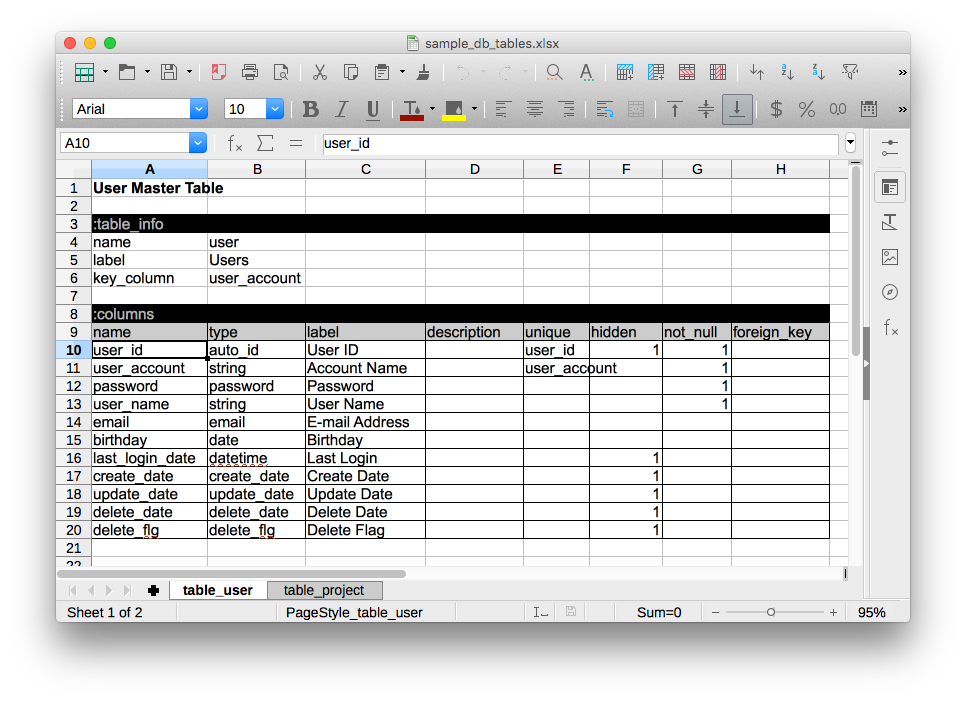 sample_db_tables.xlsx
»
Arial 10 B I U T $ % 0.0 »
A10 fx Σ = user_id
A B C D E F G H
1 User Master Table
2
3 :table_info
4 name user
5 label Users
6 key_column user_account
7
8 :columns
9 name type label description unique hidden not_null foreign_key
10 user_id auto_id User ID user_id 1 1
11 user_account string Account Name user_account 1
12 password password Password 1
13 user_name string User Name 1
14 email email E-mail Address
15 birthday date Birthday
16 last_login_date datetime Last Login 1
17 create_date create_date Create Date 1
18 update_date update_date Update Date 1
19 delete_date delete_date Delete Date 1
20 delete_flg delete_flg Delete Flag 1
21
22
table_user table_project
Sheet 1 of 2 PageStyle_table_user Sum=0 − + 95%